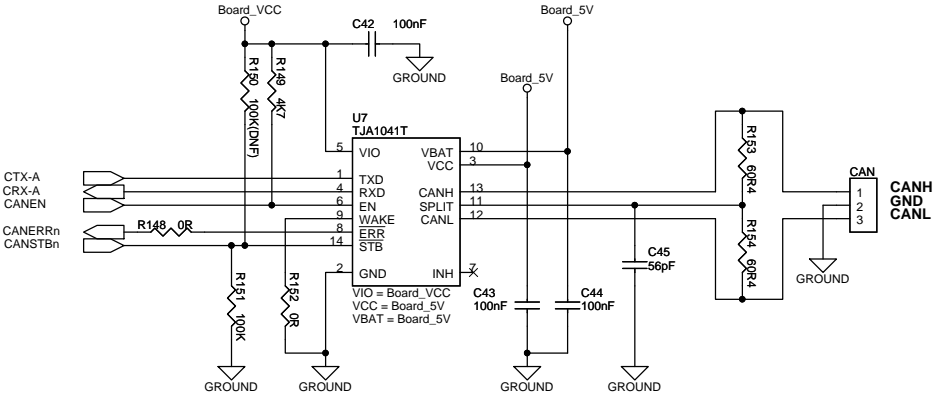 Board_VCC
C42 100nF
GROUND
Board_5V
Board_5V
R150 100K(DNF)
R149 4K7
U7
TJA1041T
5 VIO
VBAT 10
VCC 3
CTX-A
1 TXD
CRX-A
4 RXD
CANH 13
CANEN
6 EN
SPLIT 11
9 WAKE
CANL 12
CANERRn
R148 0R
8 ERR
CANSTBn
14 STB
2 GND
INH 7
VIO = Board_VCC
VCC = Board_5V
VBAT = Board_5V
R151 100K
R152 0R
C43
100nF
C44
100nF
C45
56pF
R153 60R4
R154 60R4
CAN
1 CANH
2 GND
3 CANL
GROUND
GROUND
GROUND
GROUND
GROUND